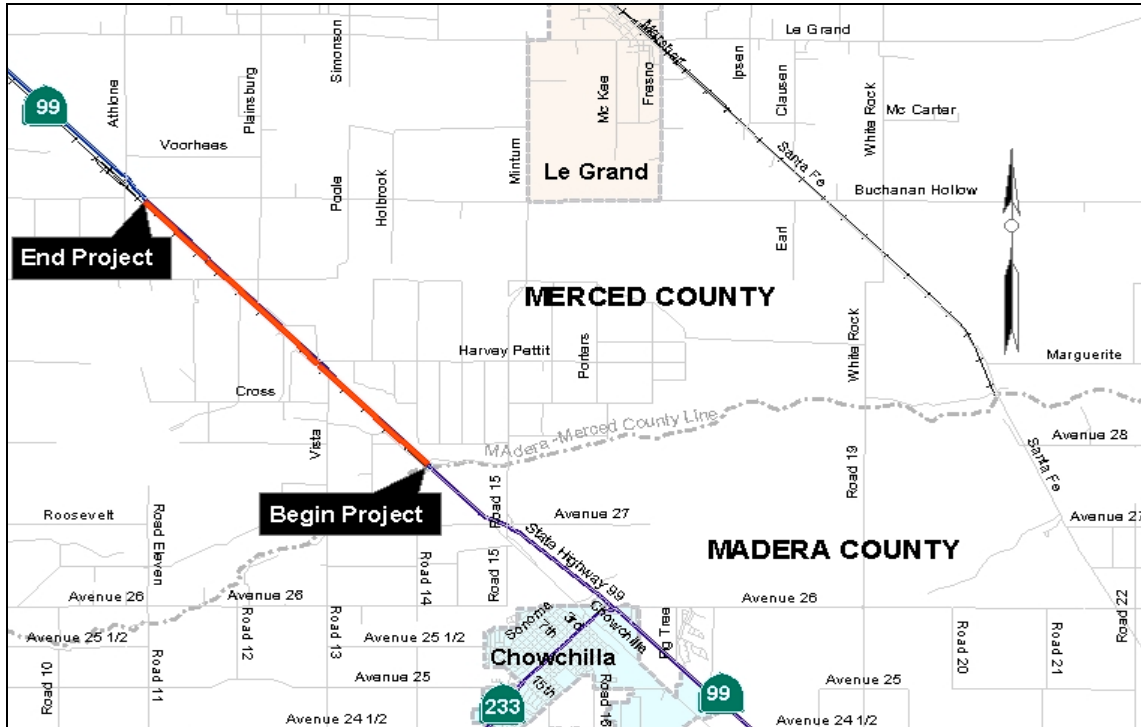 Le Grand
Simonson
Marshall
Ipsen
99
Athlone
Plainsburg
Mc Kee
Fresno
Clausen
White Rock
Mc Carter
Voorhees
Minturn
Santa Fe
Le Grand
Poole
Holbrook
Buchanan Hollow
Earl
End Project
MERCED COUNTY
White Rock
Harvey Pettit
Porters
Marguerite
Cross
Vista
MAdera-Merced County Line
Avenue 28
Road 19
Santa Fe
Begin Project
Road 15
Roosevelt
Road Eleven
Avenue 27
Avenue 27
State Highway 99
MADERA COUNTY
Road 14
Road 15
Avenue 26
Avenue 26
Avenue 26
Road 22
Road 12
Road 13
Sonoma
7th
3rd
Chowchilla
Avenue 25 1/2
Avenue 25 1/2
Road 20
Road 21
Chowchilla
Road 10
Road 11
Avenue 25
15th
Road 16
Avenue 25
233
99
Avenue 24 1/2
Avenue 24 1/2